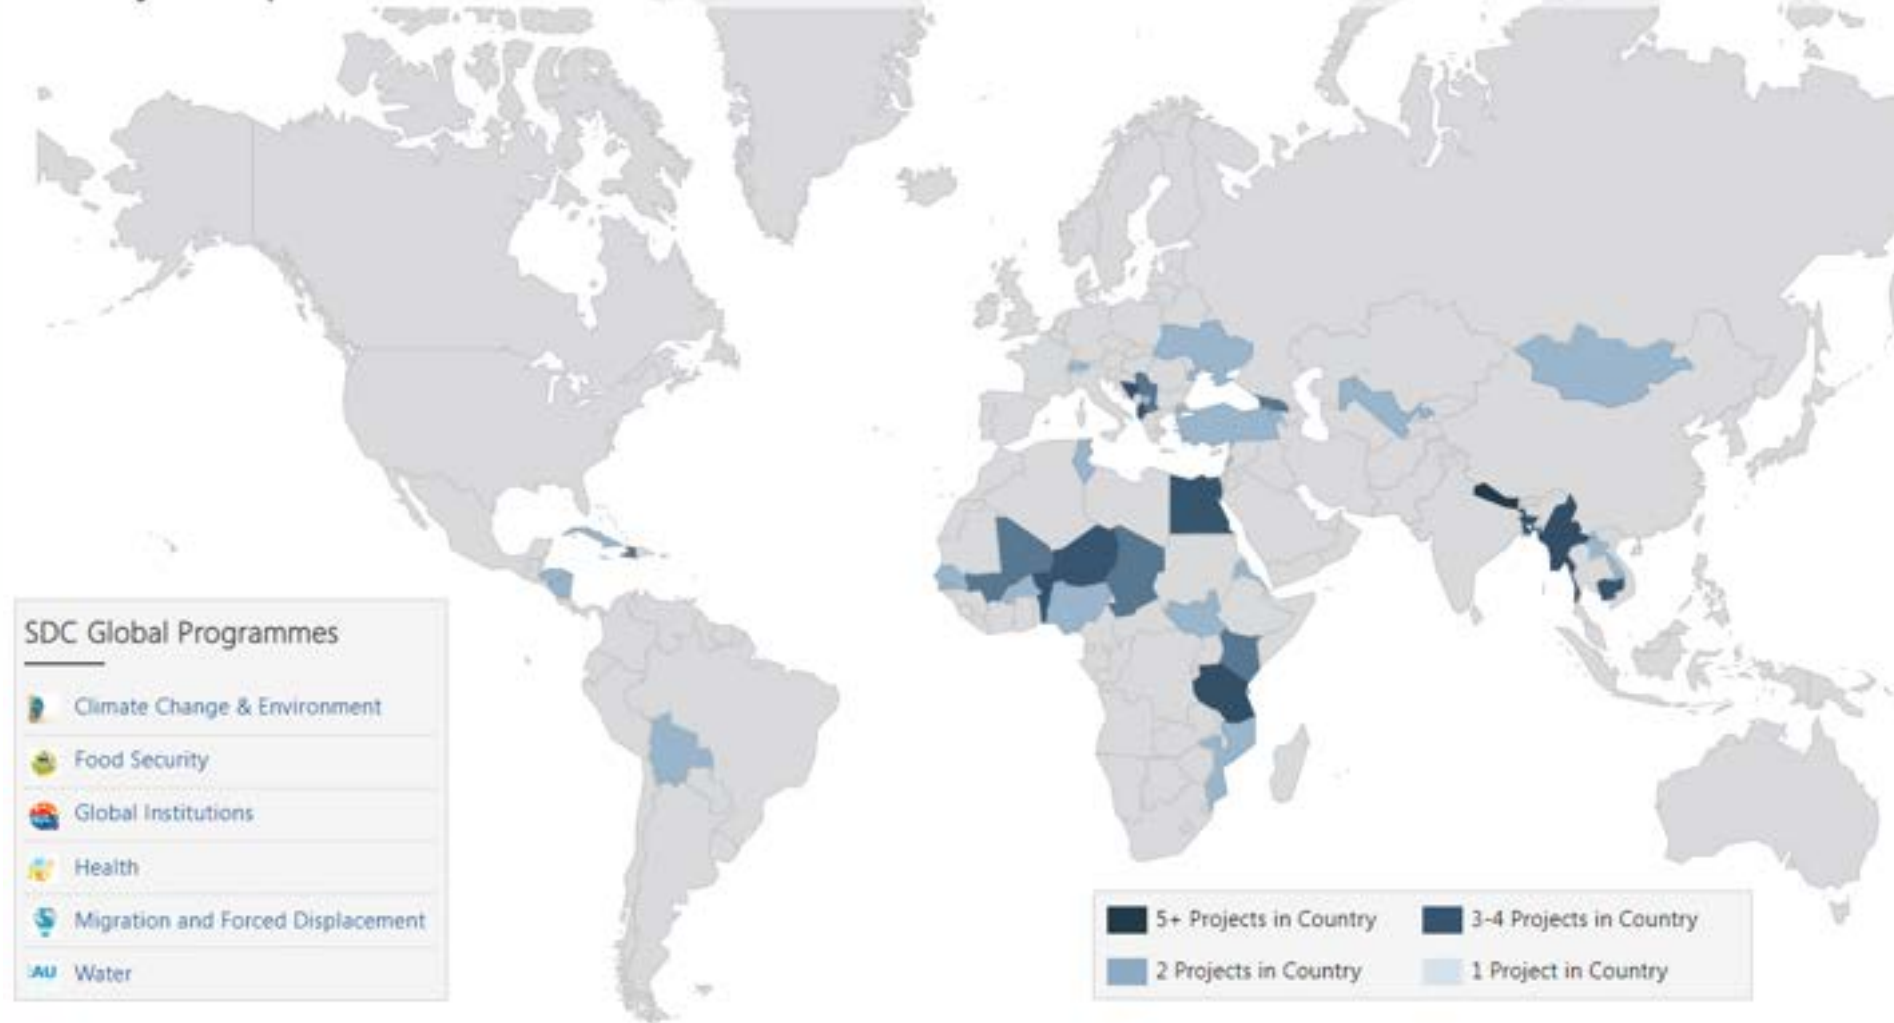 SDC Global Programmes
Climate Change & Environment
Food Security
Global Institutions
Health
Migration and Forced Displacement
AU Water
5+ Projects in Country
3-4 Projects in Country
2 Projects in Country
1 Project in Country